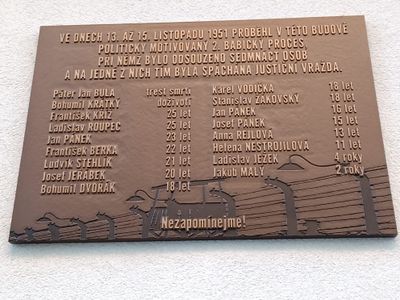 VE DNECH 13. AŽ 15. LISTOPADU 1951 PROBĚHL V TÉTO BUDOVĚ
POLITICKY MOTIVOVANÝ 2. BABICKÝ PROCES,
PŘI NĚMŽ BYLO ODSOUZENO SEDMNÁCT OSOB
A NA JEDNÉ Z NICH TÍM BYLA SPÁCHÁNA JUSTIČNÍ VRAŽDA.
Páter Jan BULA trest smrti
Bohumil KRÁTKÝ doživotí
František KŘÍŽ 25 let
Ladislav ROUPEC 25 let
Jan PÁNEK 23 let
František BERKA 22 let
Ludvík STEHLÍK 21 let
Josef JEŘÁBEK 20 let
Bohumil DVOŘÁK 18 let
Karel VODIČKA 18 let
Stanislav ŽÁKOVSKÝ 18 let
Jan PÁNEK 16 let
Josef PÁNEK 15 let
Anna REJLOVÁ 13 let
Helena NESTROJILOVÁ 11 let
Ladislav JEŽEK 4 roky
Jakub MALÝ 2 roky
Nezapomínejme!